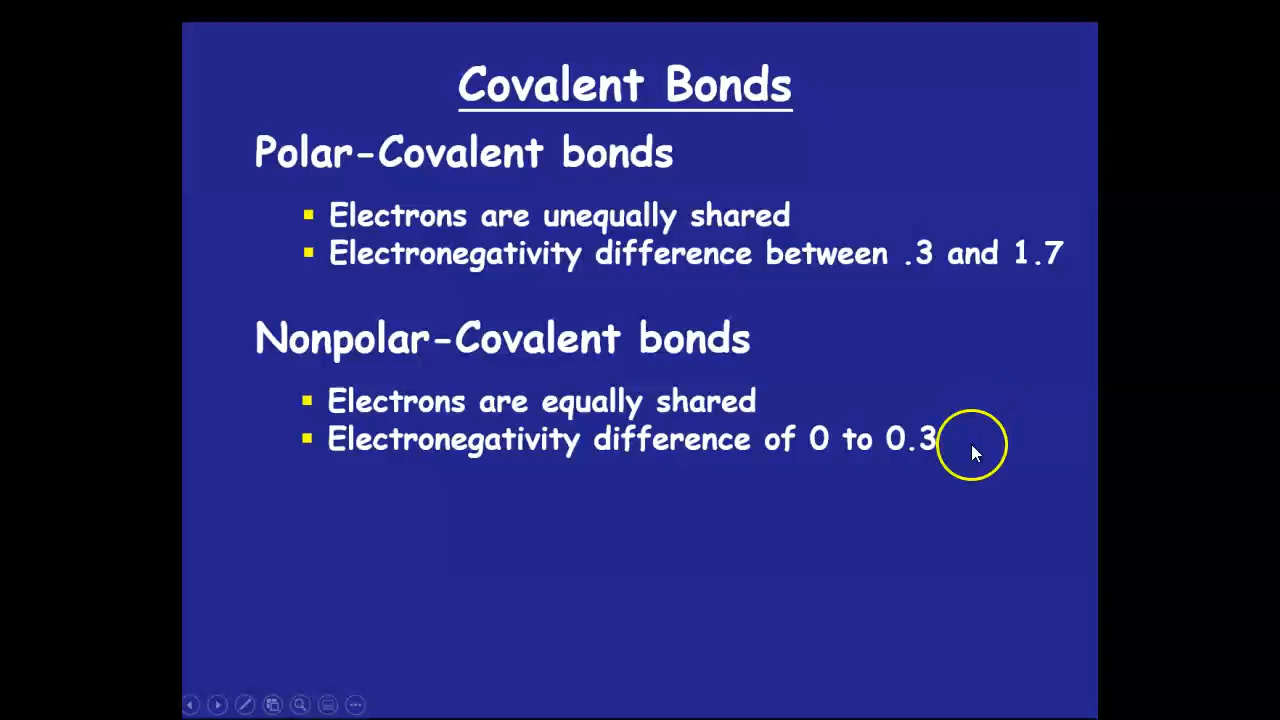 Covalent Bonds
Polar-Covalent bonds
Electrons are unequally shared
Electronegativity difference between .3 and 1.7
Nonpolar-Covalent bonds
Electrons are equally shared
Electronegativity difference of 0 to 0.3